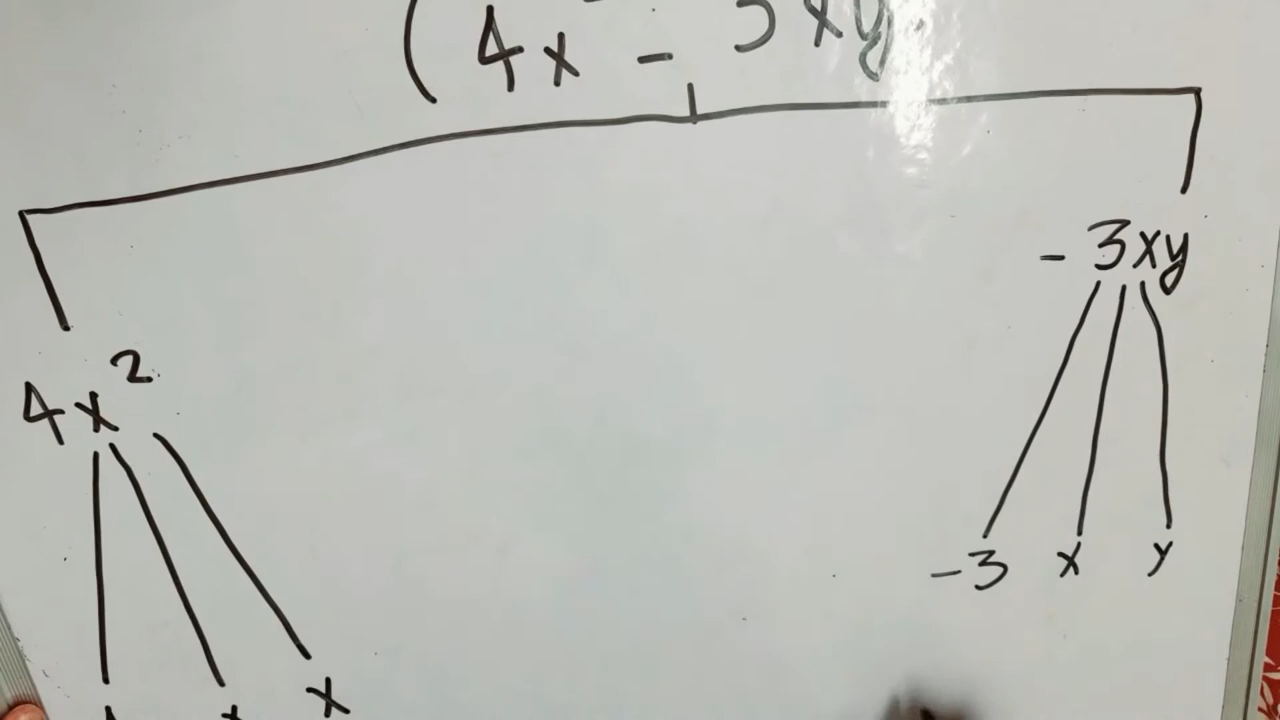 ( 4x² - 3xy
- 3xy
4x²
-3 x y
x